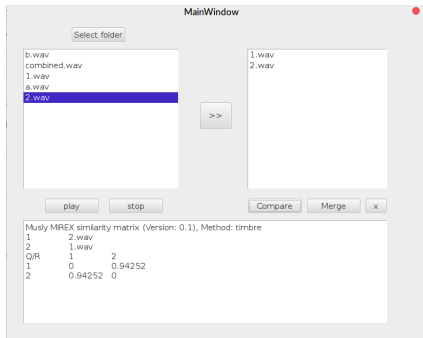 MainWindow
Select folder
b.wav
combined.wav
1.wav
a.wav
2.wav
>>
1.wav
2.wav
play
stop
Compare
Merge
x
Musly MIREX similarity matrix (Version: 0.1), Method: timbre
1 2.wav
2 1.wav
Q/R 1 2
1 0 0.94252
2 0.94252 0